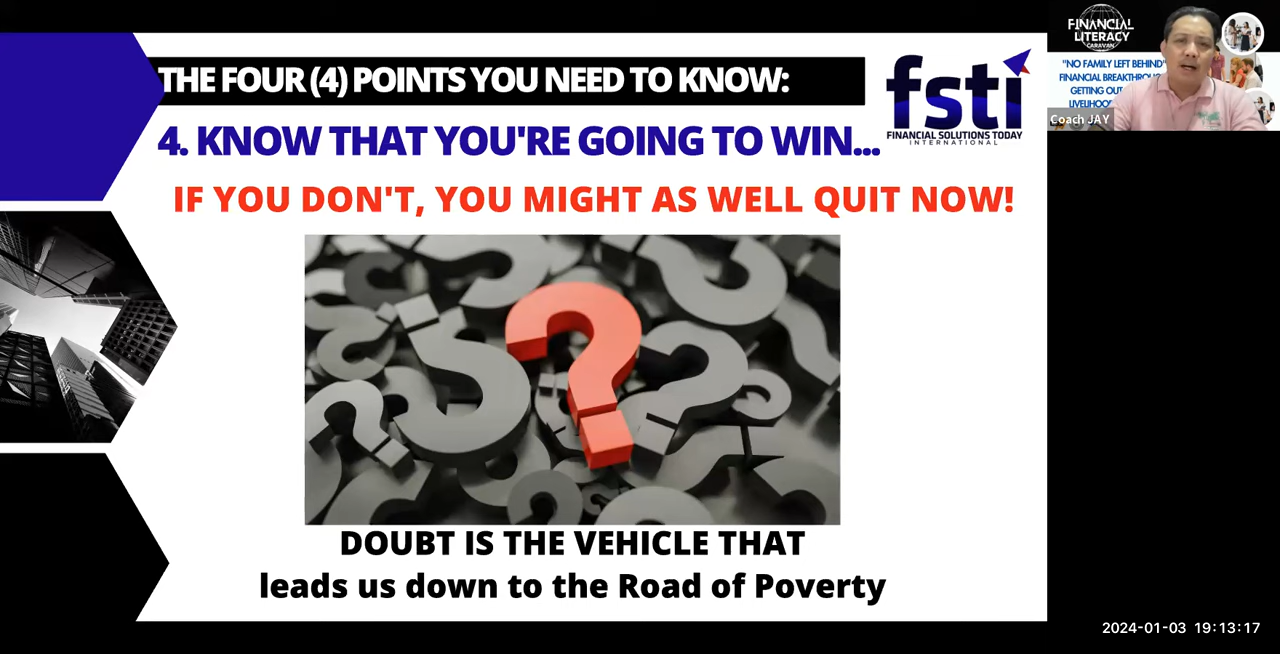 THE FOUR (4) POINTS YOU NEED TO KNOW:
4. KNOW THAT YOU'RE GOING TO WIN...
IF YOU DON'T, YOU MIGHT AS WELL QUIT NOW!
fsti
FINANCIAL SOLUTIONS TODAY
INTERNATIONAL
DOUBT IS THE VEHICLE THAT
leads us down to the Road of Poverty
FINANCIAL
LITERACY
CARAVAN
"NO FAMILY LEFT BEHIND"
FINANCIAL
GETTING
Coach JAY
2024-01-03 19:13:17